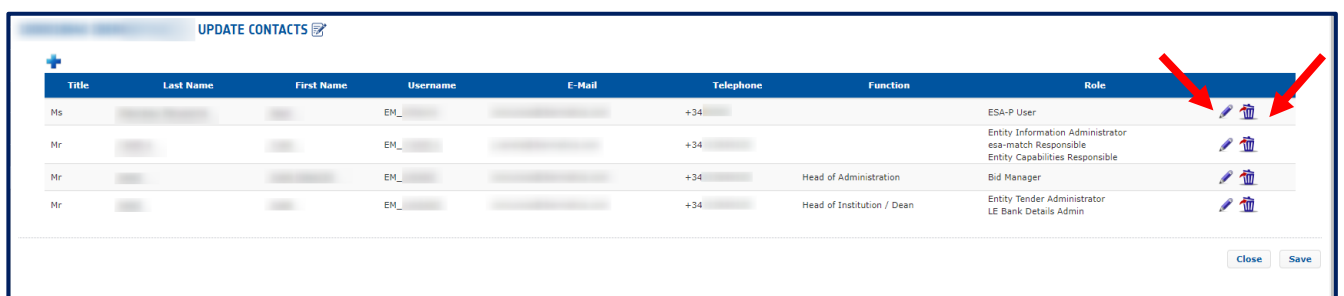 UPDATE CONTACTS
Title Last Name First Name Username E-Mail Telephone Function Role
Ms EM_ +34 ESA-P User
Mr EM_ +34 Entity Information Administrator
esa-match Responsible
Entity Capabilities Responsible
Mr EM_ +34 Head of Administration Bid Manager
Mr EM_ +34 Head of Institution / Dean Entity Tender Administrator
LE Bank Details Admin
Close Save